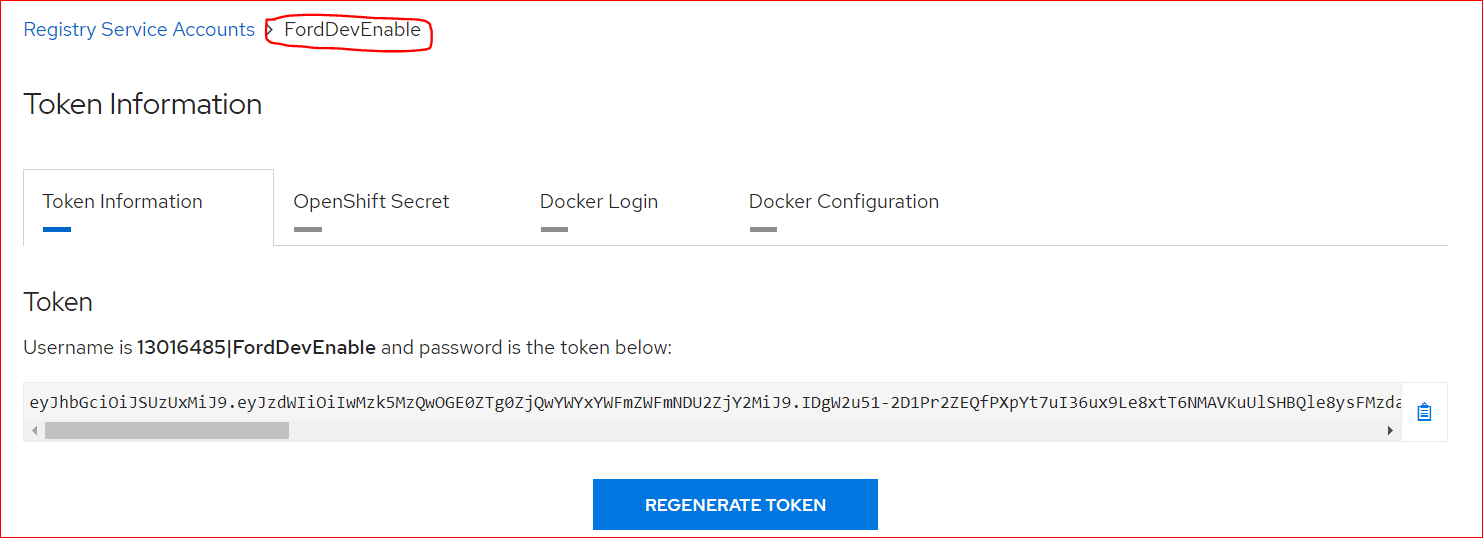 Registry Service Accounts › FordDevEnable
Token Information
Token Information OpenShift Secret Docker Login Docker Configuration
Token
Username is 13016485|FordDevEnable and password is the token below:
eyJhbGciOiJSUzUxMiJ9.eyJzdWIiOiIwMzk5MzQwOGE0ZTg0ZjQwYWYxYWFmZWFmNDU2ZjY2MiJ9.IDgW2u51-2D1Pr2ZEQfPXpYt7uI36ux9Le8xtT6NMAVKuUlSHBQle8ysFMzda
REGENERATE TOKEN